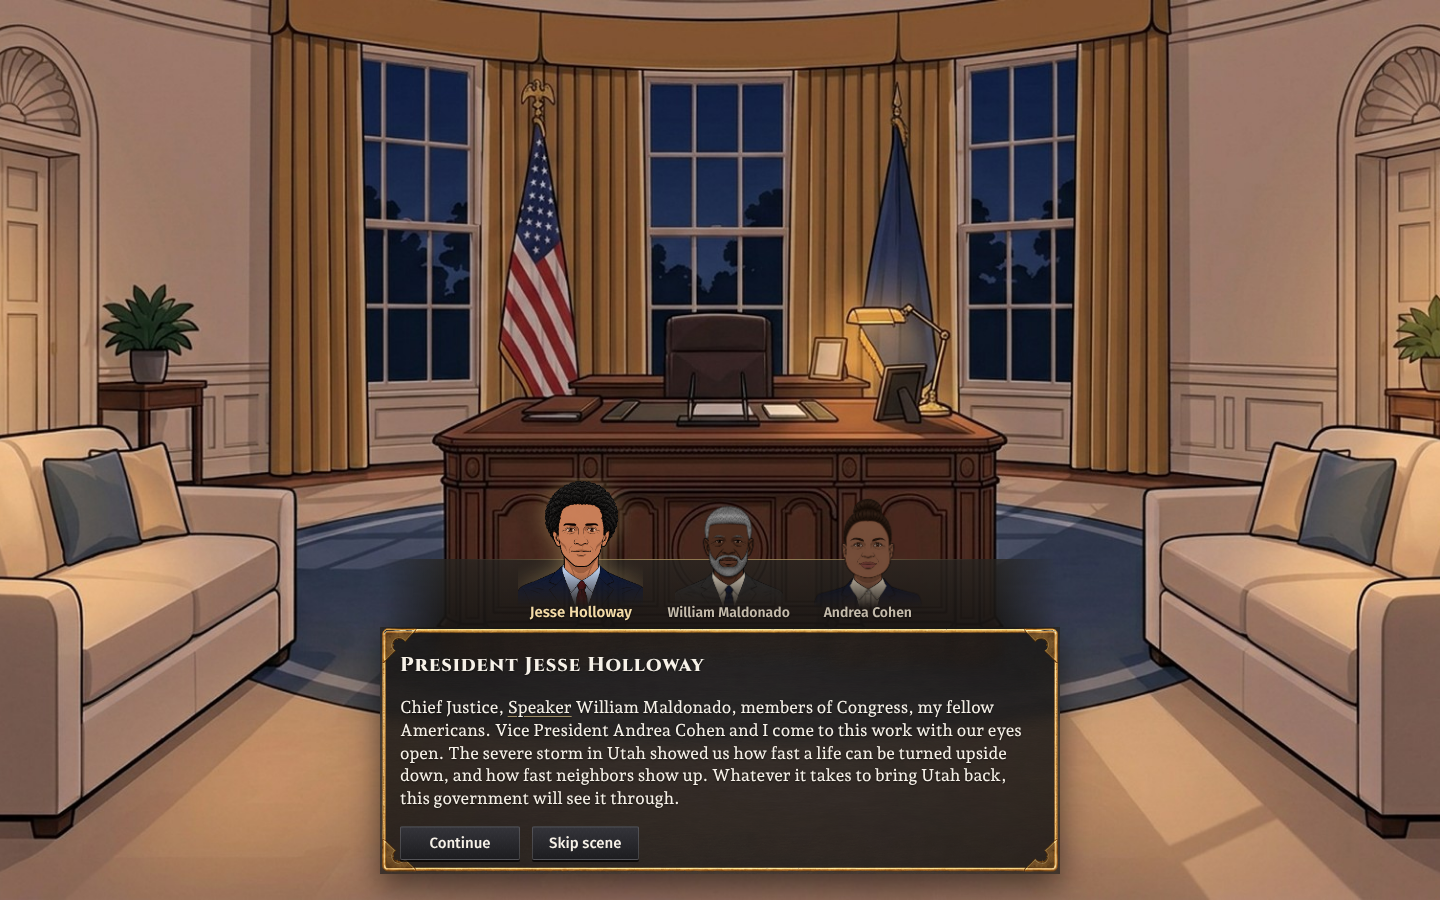 Jesse Holloway
William Maldonado
Andrea Cohen
President Jesse Holloway
Chief Justice, Speaker William Maldonado, members of Congress, my fellow
Americans. Vice President Andrea Cohen and I come to this work with our eyes
open. The severe storm in Utah showed us how fast a life can be turned upside
down, and how fast neighbors show up. Whatever it takes to bring Utah back,
this government will see it through.
Continue
Skip scene